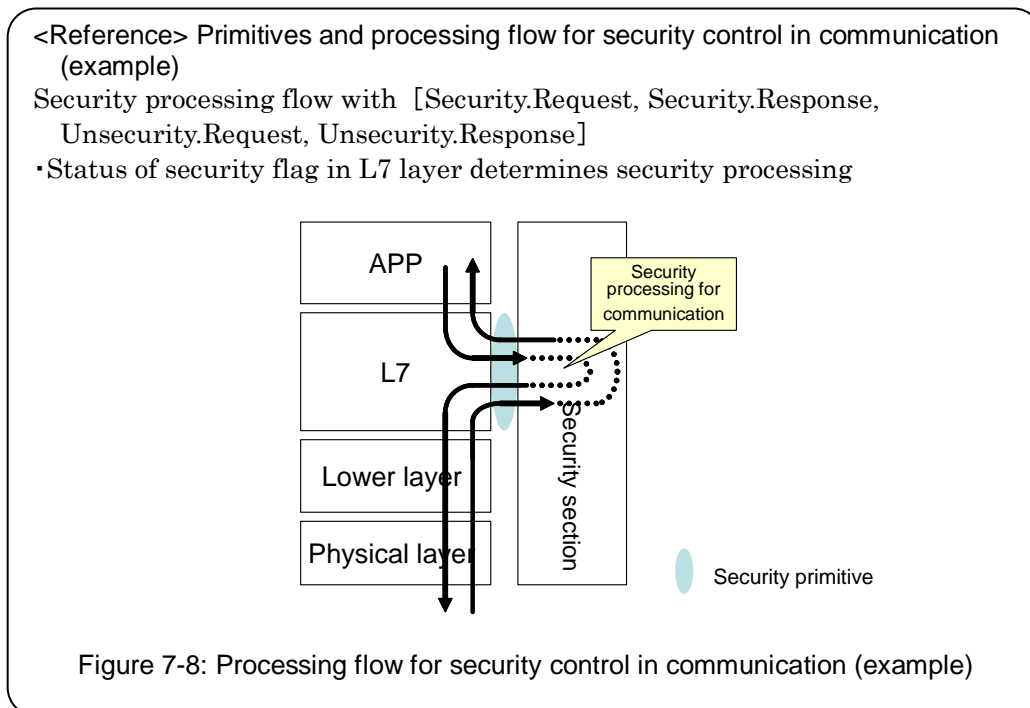 <Reference> Primitives and processing flow for security control in communication
(example)
Security processing flow with [Security.Request, Security.Response,
Unsecurity.Request, Unsecurity.Response]
・Status of security flag in L7 layer determines security processing
APP
Security
processing for
communication
L7
Lower layer
Security section
Physical layer
Security primitive
Figure 7-8: Processing flow for security control in communication (example)